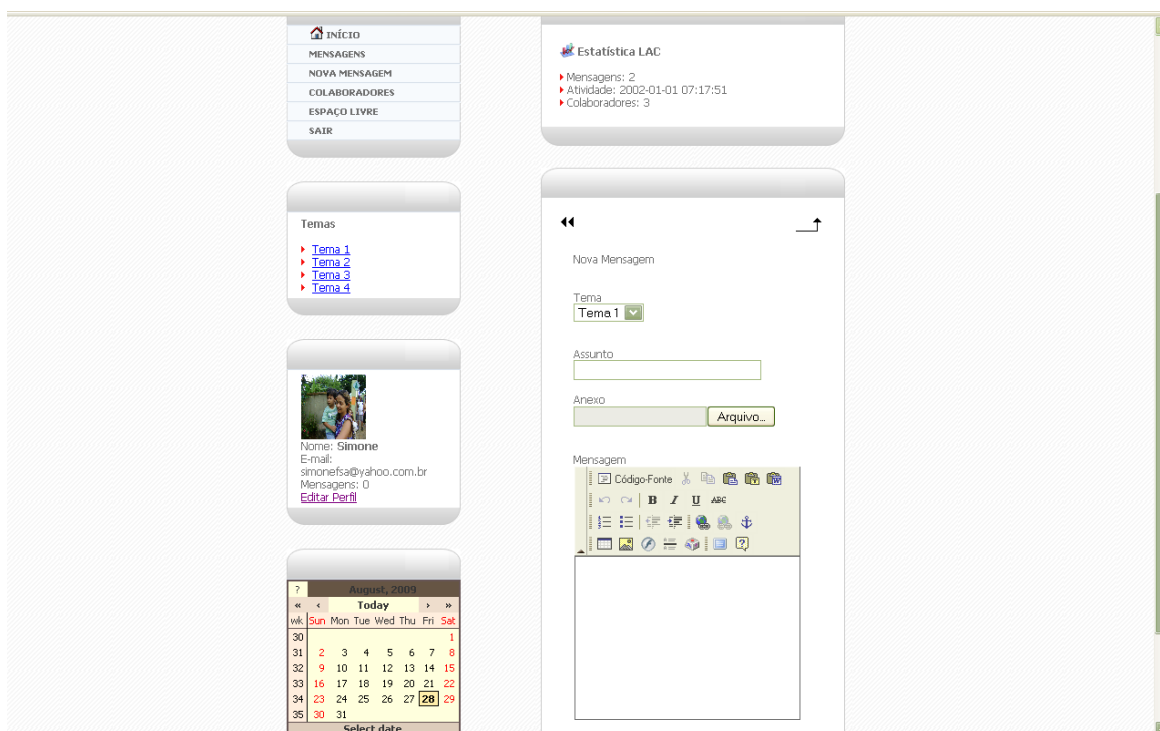 INÍCIO
MENSAGENS
NOVA MENSAGEM
COLABORADORES
ESPAÇO LIVRE
SAIR
Temas
Tema 1
Tema 2
Tema 3
Tema 4
Nome: Simone
E-mail:
simonefsa@yahoo.com.br
Mensagens: 0
Editar Perfil
? August, 2009
« ‹ Today › »
wk Sun Mon Tue Wed Thu Fri Sat
30 1
31 2 3 4 5 6 7 8
32 9 10 11 12 13 14 15
33 16 17 18 19 20 21 22
34 23 24 25 26 27 28 29
35 30 31
Select date
Estatística LAC
Mensagens: 2
Atividade: 2002-01-01 07:17:51
Colaboradores: 3
Nova Mensagem
Tema
Tema 1
Assunto
Anexo
Arquivo...
Mensagem
Código-Fonte
B I U ABC